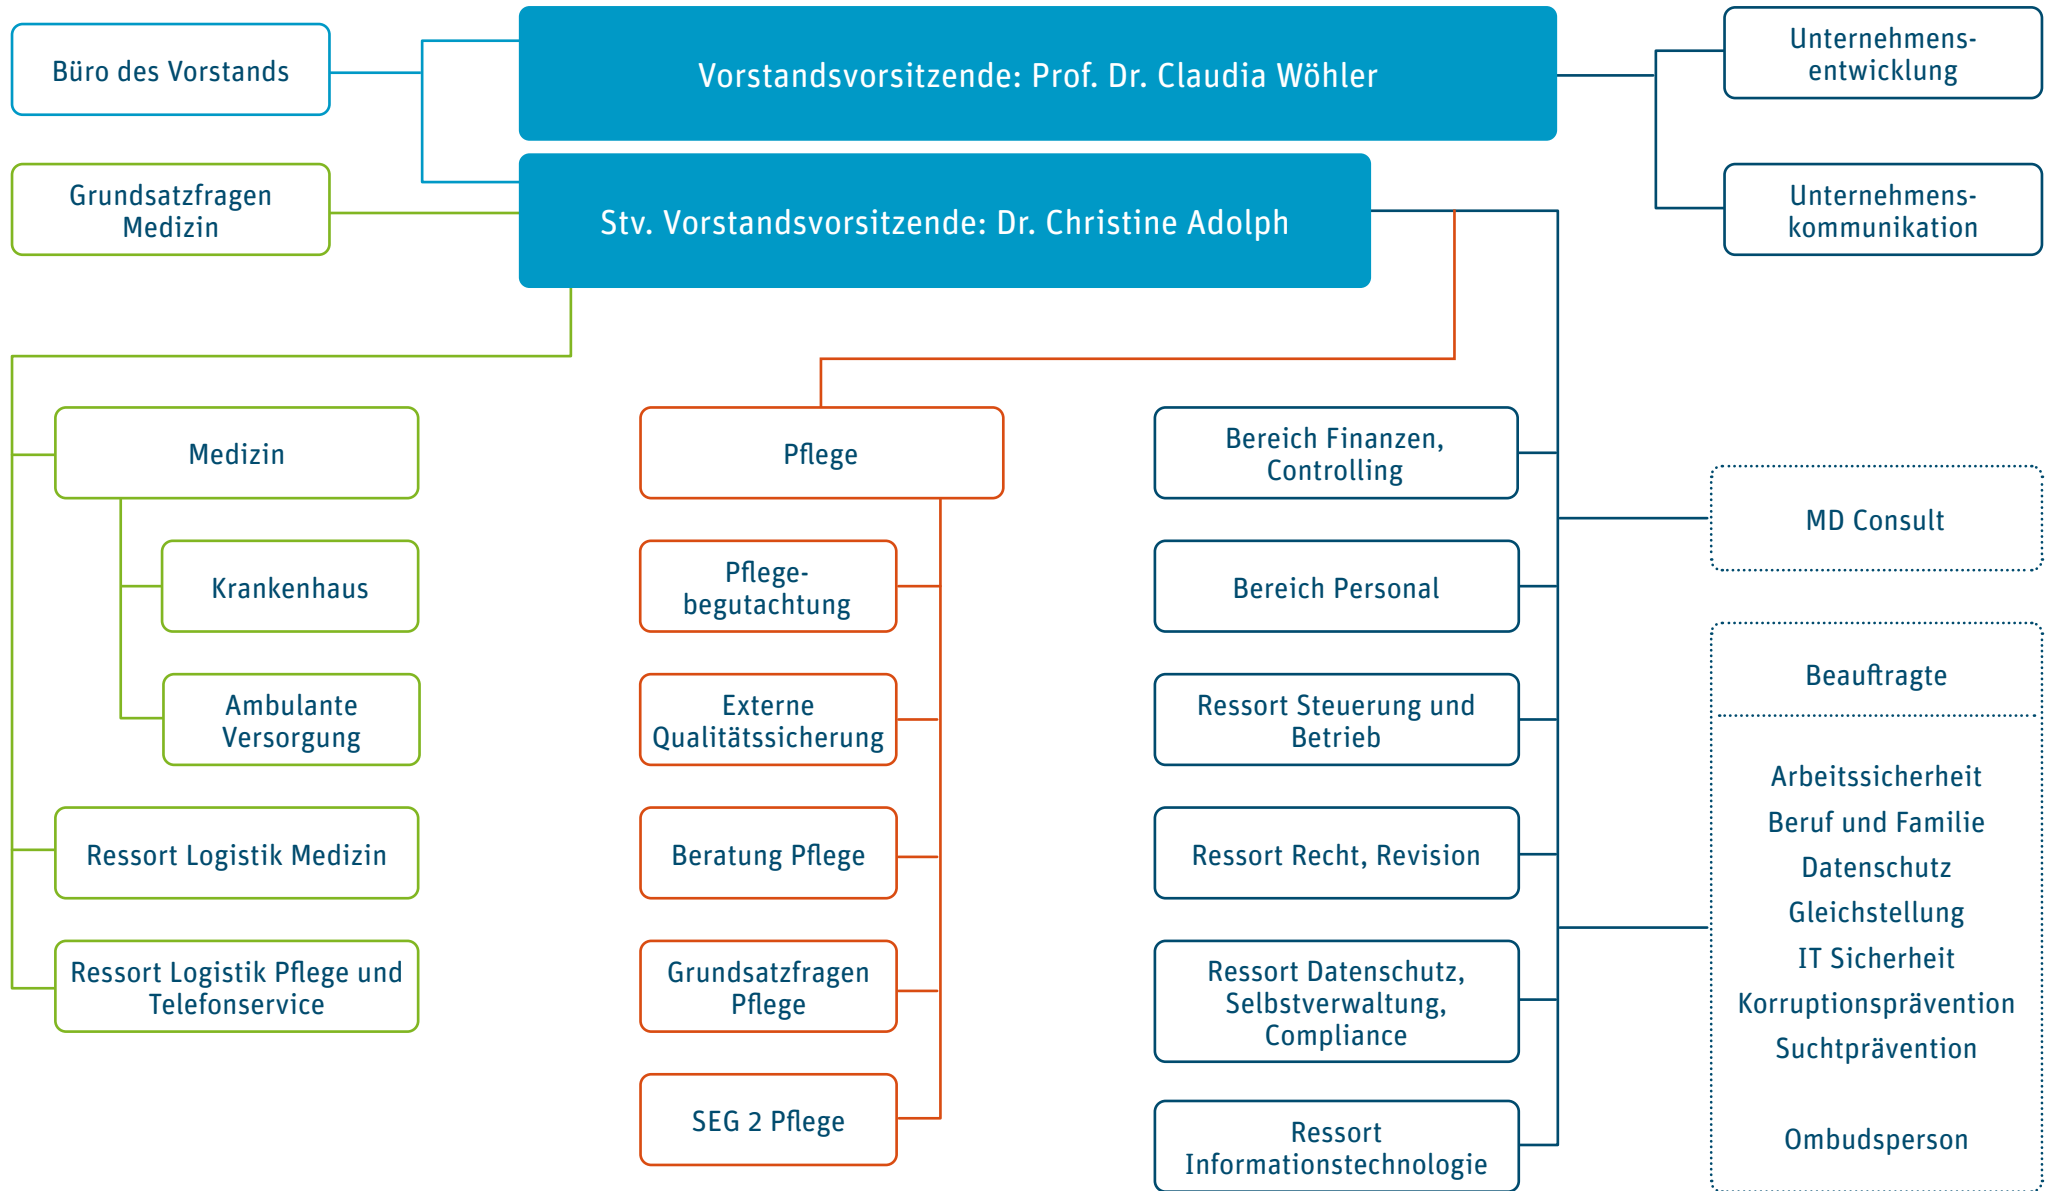 Büro des Vorstands
Vorstandsvorsitzende: Prof. Dr. Claudia Wöhler
Unternehmens-
entwicklung
Grundsatzfragen
Medizin
Stv. Vorstandsvorsitzende: Dr. Christine Adolph
Unternehmens-
kommunikation
Medizin
Krankenhaus
Ambulante
Versorgung
Ressort Logistik Medizin
Ressort Logistik Pflege und
Telefonservice
Pflege
Pflege-
begutachtung
Externe
Qualitätssicherung
Beratung Pflege
Grundsatzfragen
Pflege
SEG 2 Pflege
Bereich Finanzen,
Controlling
Bereich Personal
Ressort Steuerung und
Betrieb
Ressort Recht, Revision
Ressort Datenschutz,
Selbstverwaltung,
Compliance
Ressort
Informationstechnologie
MD Consult
Beauftragte
Arbeitssicherheit
Beruf und Familie
Datenschutz
Gleichstellung
IT Sicherheit
Korruptionsprävention
Suchtprävention
Ombudsperson